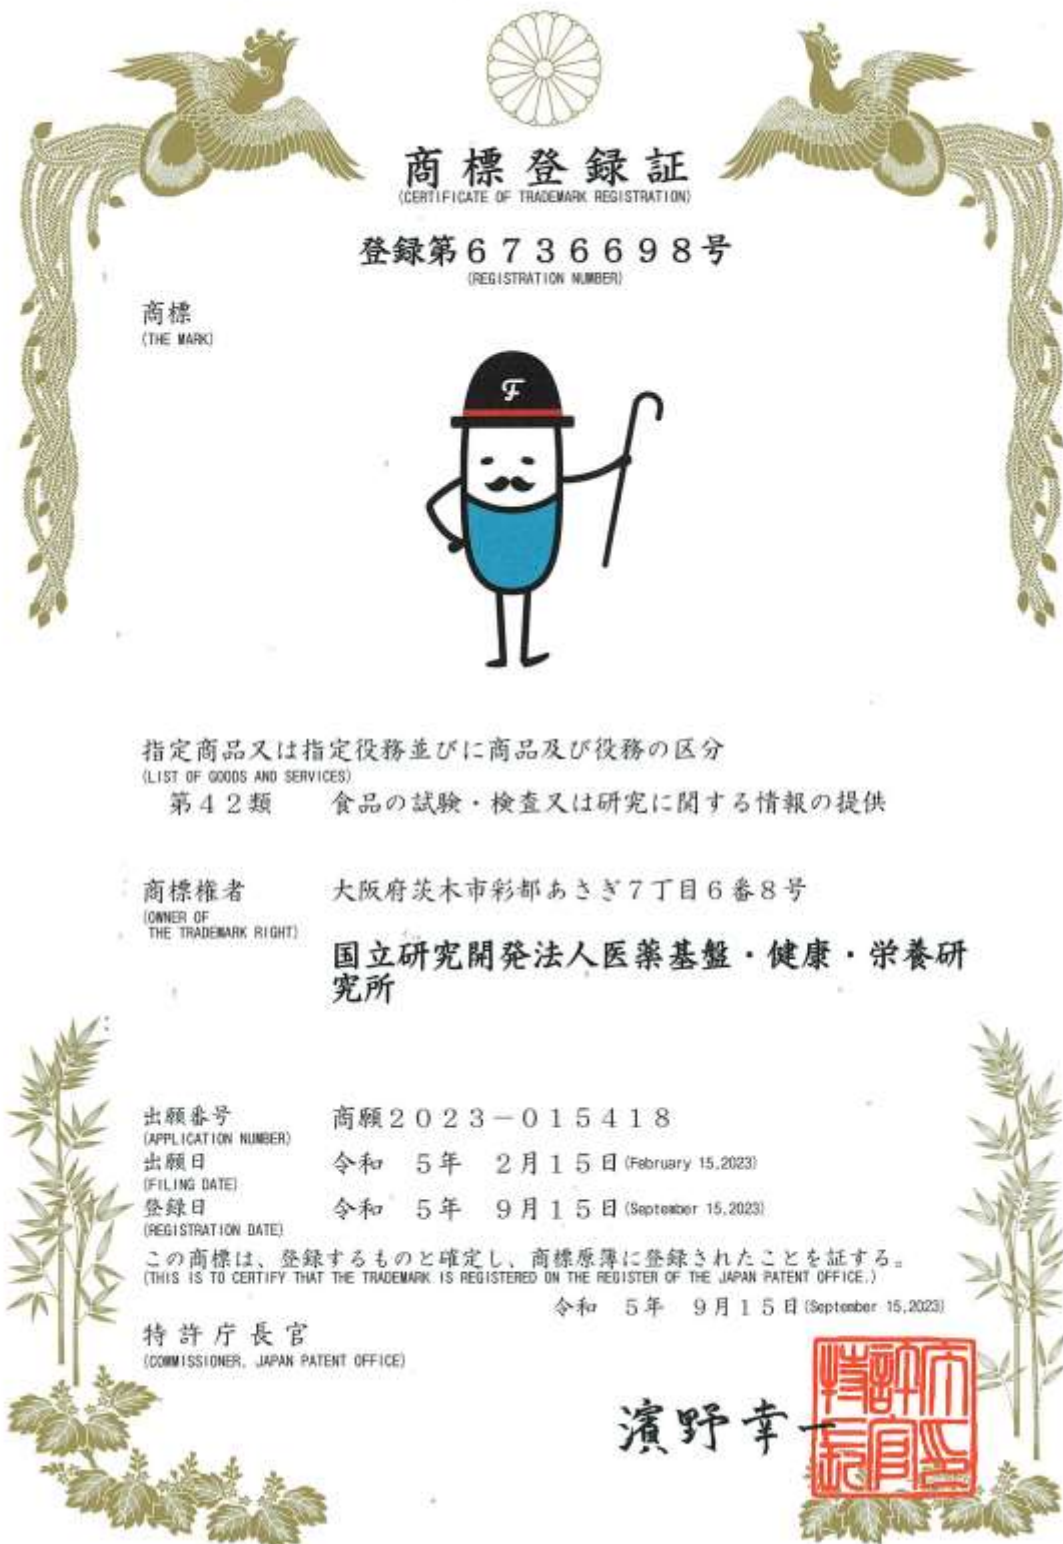 商標登録証
(CERTIFICATE OF TRADEMARK REGISTRATION)
登録第6736698号
(REGISTRATION NUMBER)
商標
(THE MARK)
F
指定商品又は指定役務並びに商品及び役務の区分
(LIST OF GOODS AND SERVICES)
第42類 食品の試験・検査又は研究に関する情報の提供
商標権者 大阪府茨木市彩都あさぎ7丁目6番8号
(OWNER OF
THE TRADEMARK RIGHT)
国立研究開発法人医薬基盤・健康・栄養研
究所
出願番号 商願2023-015418
(APPLICATION NUMBER)
出願日 令和 5年 2月15日(February 15,2023)
(FILING DATE)
登録日 令和 5年 9月15日(September 15,2023)
(REGISTRATION DATE)
この商標は、登録するものと確定し、商標原簿に登録されたことを証する。
(THIS IS TO CERTIFY THAT THE TRADEMARK IS REGISTERED ON THE REGISTER OF THE JAPAN PATENT OFFICE.)
令和 5年 9月15日(September 15,2023)
特許庁長官
(COMMISSIONER, JAPAN PATENT OFFICE)
濱野幸一
特許庁長官之印